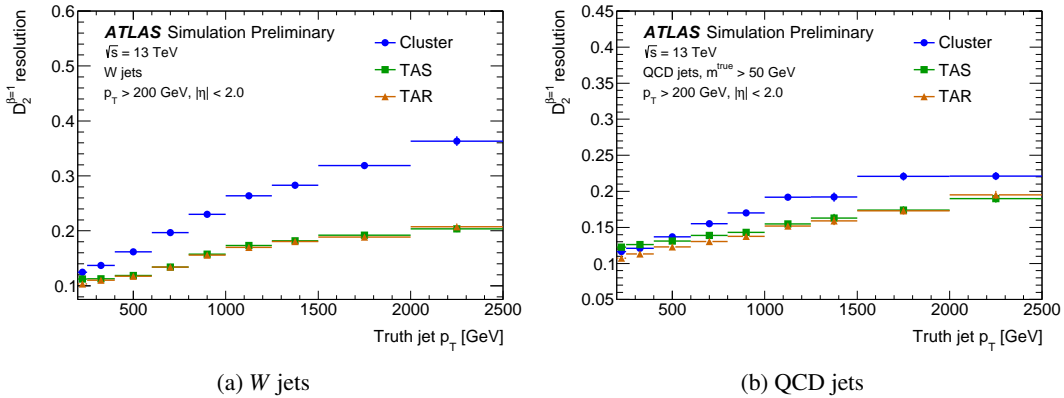 ATLAS Simulation Preliminary
√s = 13 TeV
W jets
p_T > 200 GeV, |η| < 2.0
Cluster
TAS
TAR
D_2^{β=1} resolution
0.6
0.5
0.4
0.3
0.2
0.1
500 1000 1500 2000 2500
Truth jet p_T [GeV]
(a) W jets
ATLAS Simulation Preliminary
√s = 13 TeV
QCD jets, m^{true} > 50 GeV
p_T > 200 GeV, |η| < 2.0
Cluster
TAS
TAR
D_2^{β=1} resolution
0.45
0.4
0.35
0.3
0.25
0.2
0.15
0.1
0.05
500 1000 1500 2000 2500
Truth jet p_T [GeV]
(b) QCD jets